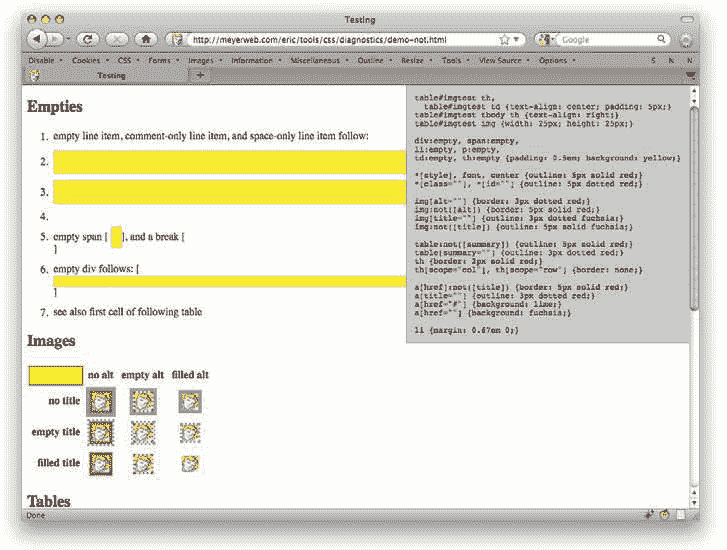 Testing
http://meyerweb.com/eric/tools/css/diagnostics/demo-not.html
Google
Disable Cookies CSS Forms Images Information Miscellaneous Outline Resize Tools View Source Options S N N
Testing
Empties
1. empty line item, comment-only line item, and space-only line item follow:
2.
3.
4.
5. empty span [ ], and a break [
]
6. empty div follows: [
]
7. see also first cell of following table
Images
no alt empty alt filled alt
no title
empty title
filled title
Tables
Done
table#imgtest th,
table#imgtest td {text-align: center; padding: 5px;}
table#imgtest tbody th {text-align: right;}
table#imgtest img {width: 25px; height: 25px;}
div:empty, span:empty,
li:empty, p:empty,
td:empty, th:empty {padding: 0.5em; background: yellow;}
*[style], font, center {outline: 5px solid red;}
*[class=""], *[id=""] {outline: 5px dotted red;}
img[alt=""] {border: 3px dotted red;}
img:not([alt]) {border: 5px solid red;}
img[title=""] {outline: 3px dotted fuchsia;}
img:not([title]) {outline: 5px solid fuchsia;}
table:not([summary]) {outline: 5px solid red;}
table[summary=""] {outline: 3px dotted red;}
th {border: 2px solid red;}
th[scope="col"], th[scope="row"] {border: none;}
a[href]:not([title]) {border: 5px solid red;}
a[title=""] {outline: 3px dotted red;}
a[href="#"] {background: lime;}
a[href=""] {background: fuchsia;}
li {margin: 0.67em 0;}